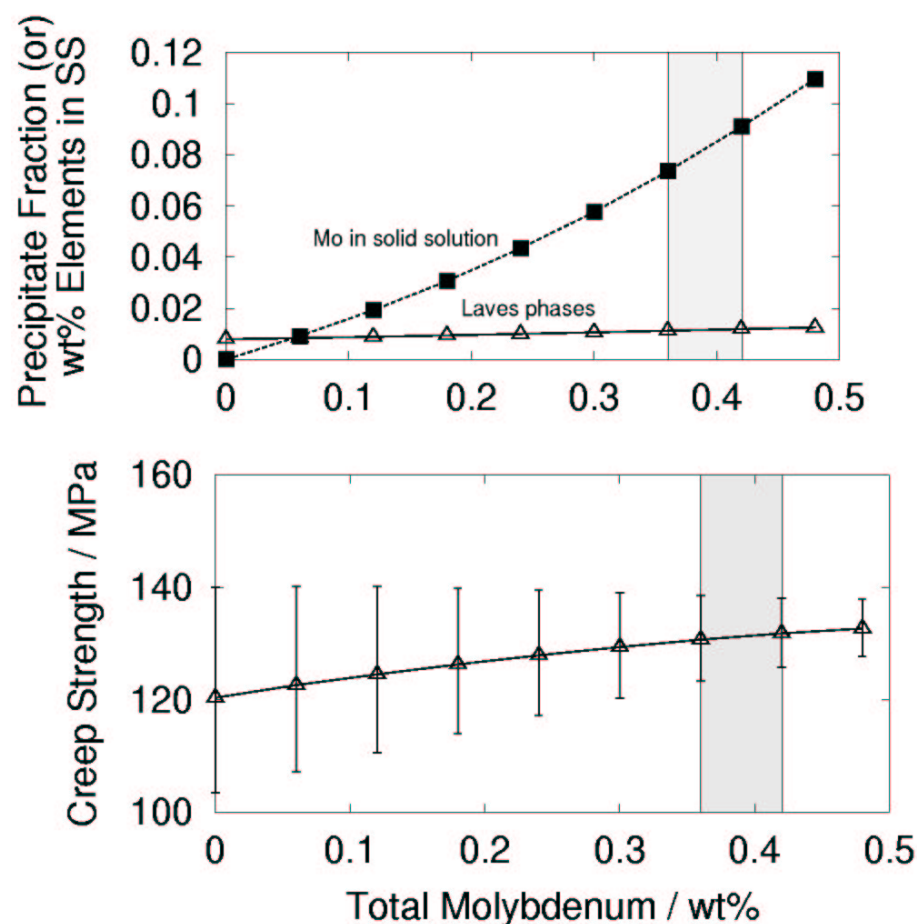 Precipitate Fraction (or)
wt% Elements in SS
0.12
0.1
0.08
0.06
0.04
0.02
0
Mo in solid solution
Laves phases
0 0.1 0.2 0.3 0.4 0.5
Creep Strength / MPa
160
140
120
100
0 0.1 0.2 0.3 0.4 0.5
Total Molybdenum / wt%